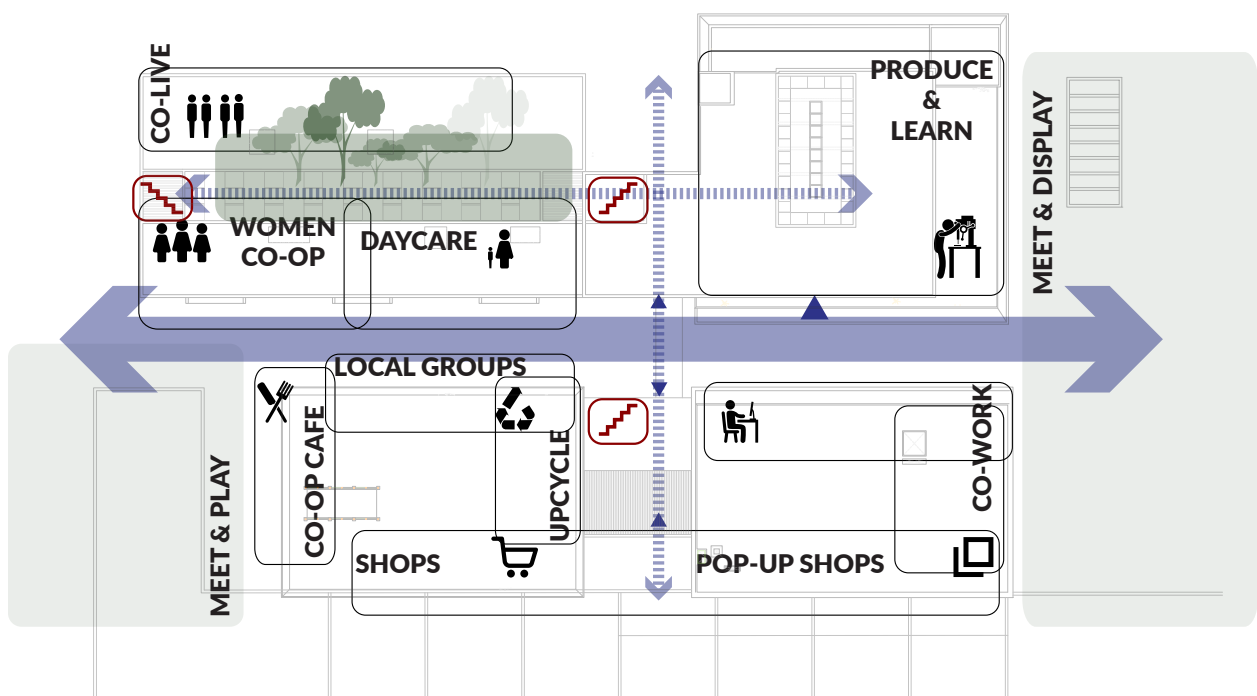 CO-LIVE
PRODUCE
&
LEARN
MEET & DISPLAY
WOMEN
CO-OP
DAYCARE
LOCAL GROUPS
CO-OP CAFE
UPCYCLE
CO-WORK
MEET & PLAY
SHOPS
POP-UP SHOPS